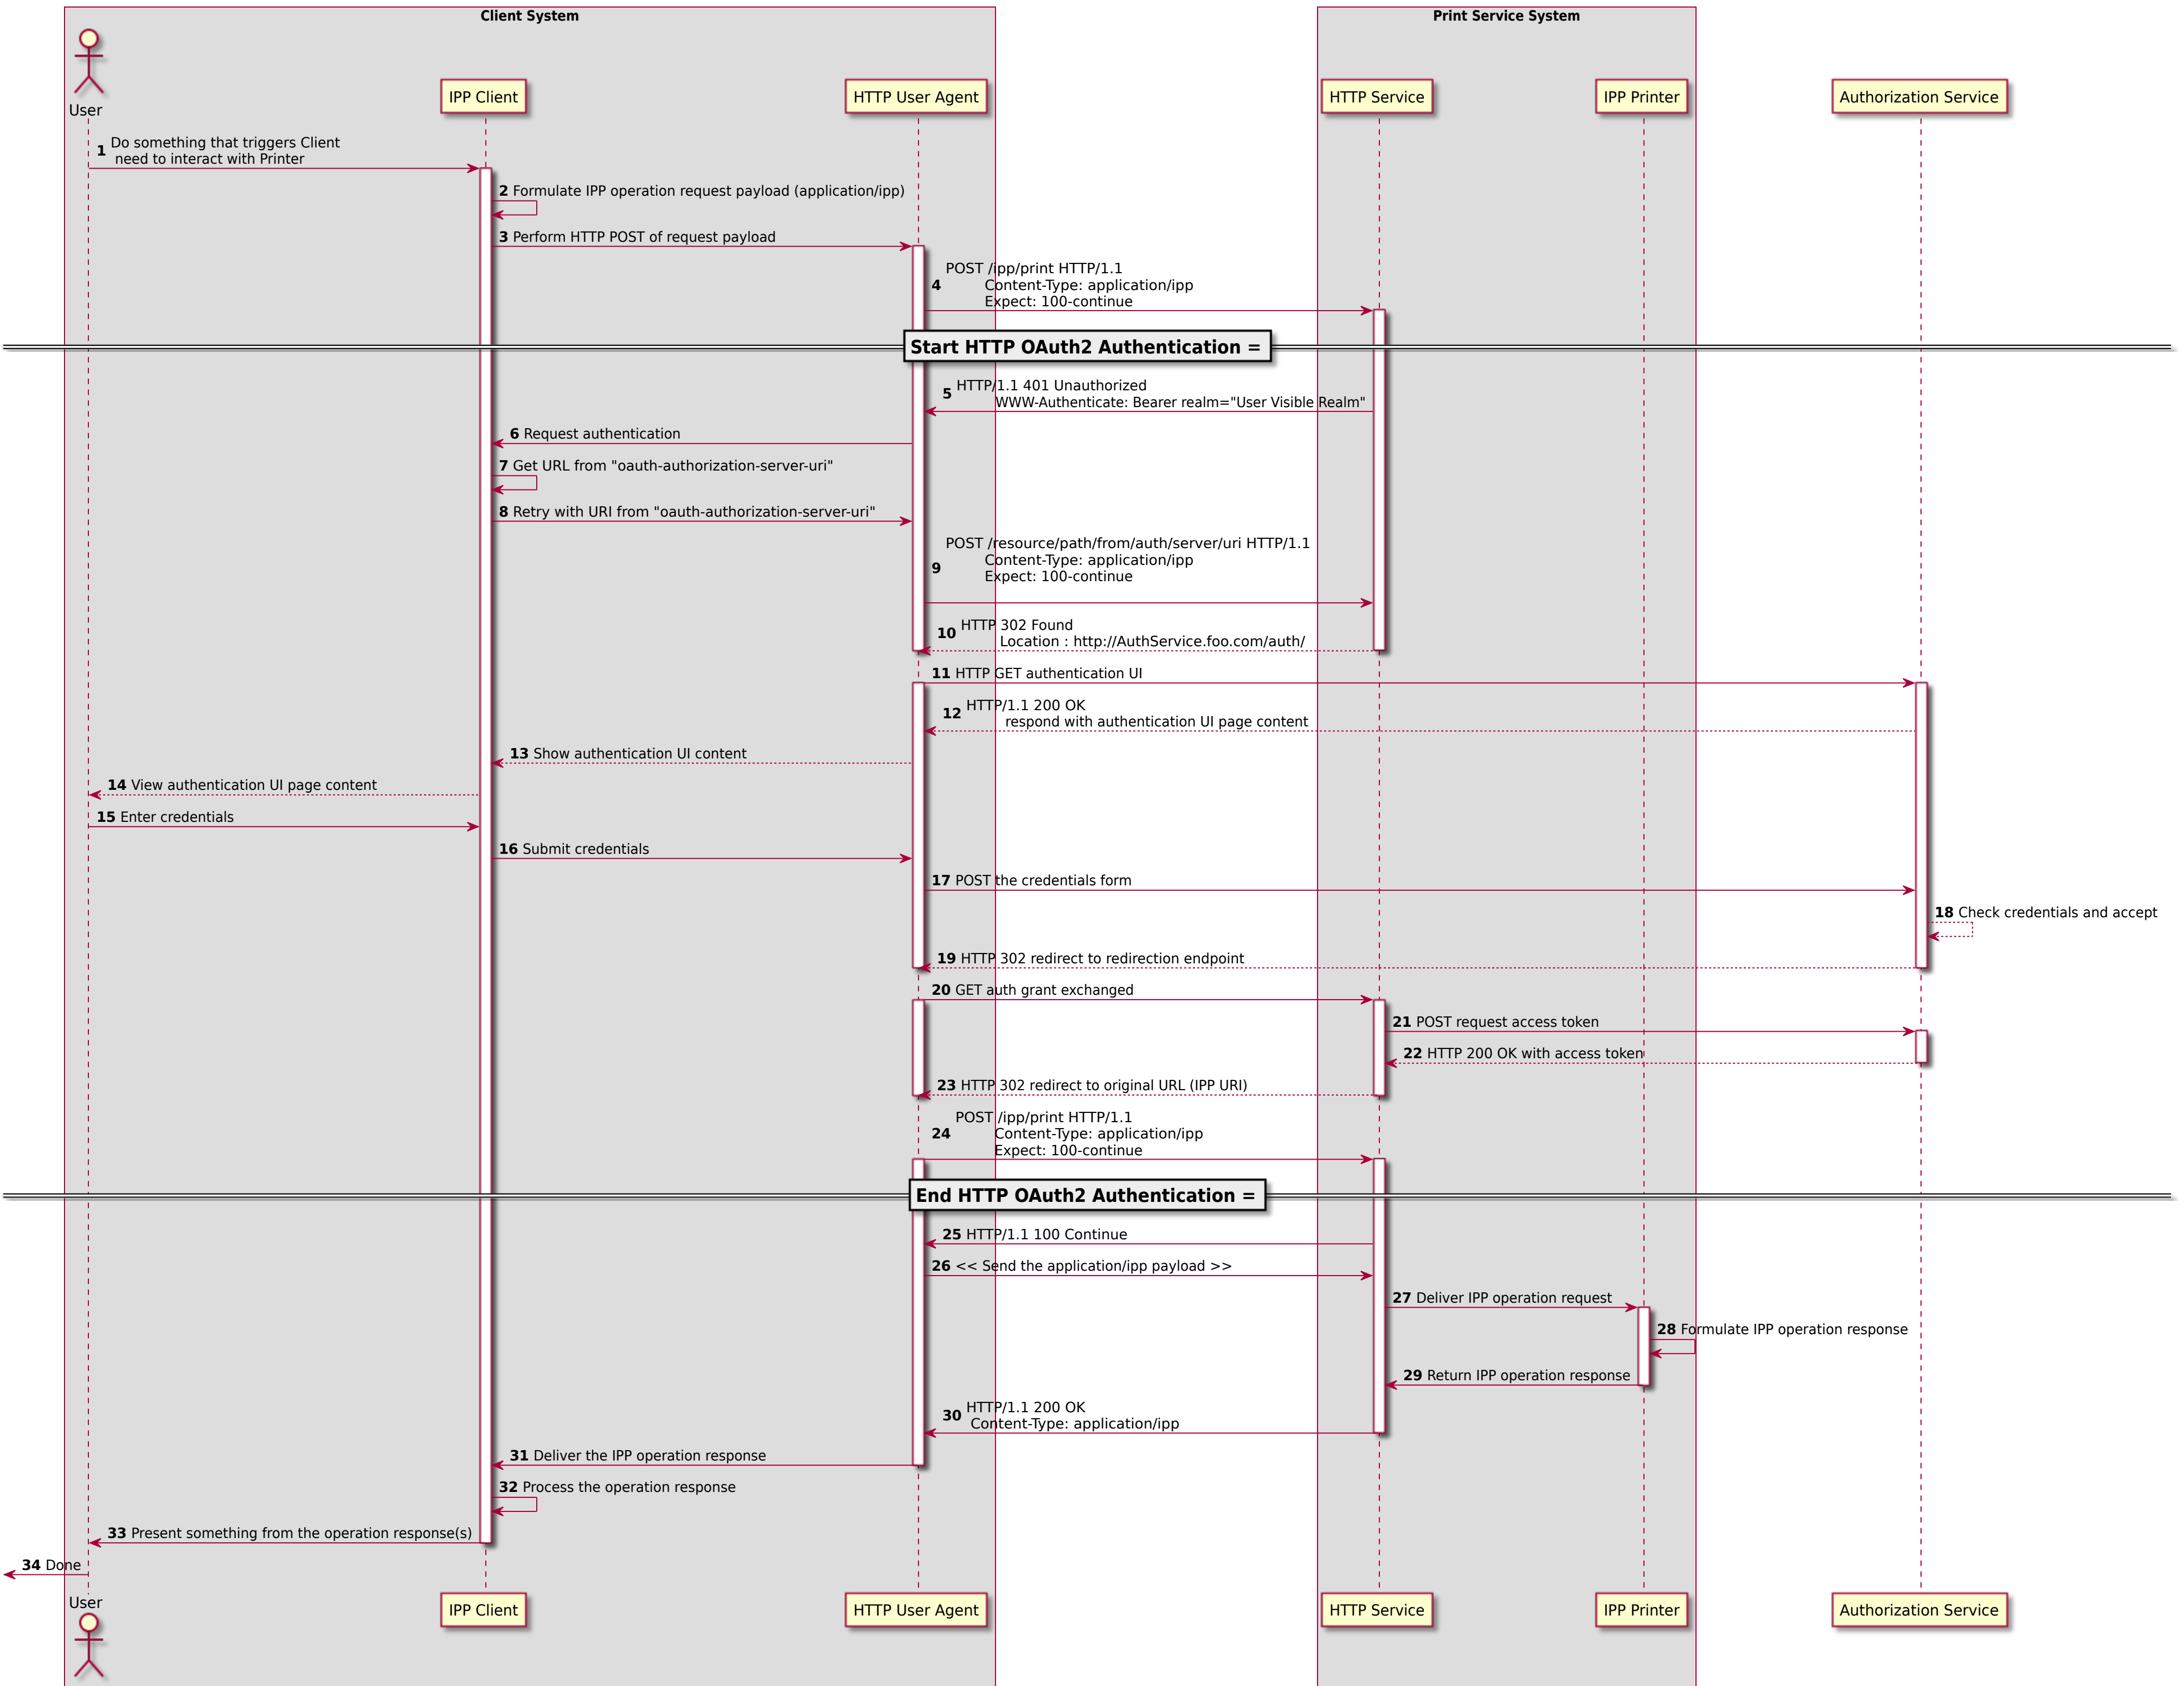 Client System
Print Service System
User
IPP Client
HTTP User Agent
HTTP Service
IPP Printer
Authorization Service
1 Do something that triggers Client
need to interact with Printer
2 Formulate IPP operation request payload (application/ipp)
3 Perform HTTP POST of request payload
4 POST /ipp/print HTTP/1.1
Content-Type: application/ipp
Expect: 100-continue
Start HTTP OAuth2 Authentication =
5 HTTP/1.1 401 Unauthorized
WWW-Authenticate: Bearer realm="User Visible Realm"
6 Request authentication
7 Get URL from "oauth-authorization-server-uri"
8 Retry with URI from "oauth-authorization-server-uri"
9 POST /resource/path/from/auth/server/uri HTTP/1.1
Content-Type: application/ipp
Expect: 100-continue
10 HTTP 302 Found
Location : http://AuthService.foo.com/auth/
11 HTTP GET authentication UI
12 HTTP/1.1 200 OK
respond with authentication UI page content
13 Show authentication UI content
14 View authentication UI page content
15 Enter credentials
16 Submit credentials
17 POST the credentials form
18 Check credentials and accept
19 HTTP 302 redirect to redirection endpoint
20 GET auth grant exchanged
21 POST request access token
22 HTTP 200 OK with access token
23 HTTP 302 redirect to original URL (IPP URI)
24 POST /ipp/print HTTP/1.1
Content-Type: application/ipp
Expect: 100-continue
End HTTP OAuth2 Authentication =
25 HTTP/1.1 100 Continue
26 << Send the application/ipp payload >>
27 Deliver IPP operation request
28 Formulate IPP operation response
29 Return IPP operation response
30 HTTP/1.1 200 OK
Content-Type: application/ipp
31 Deliver the IPP operation response
32 Process the operation response
33 Present something from the operation response(s)
34 Done
User
IPP Client
HTTP User Agent
HTTP Service
IPP Printer
Authorization Service